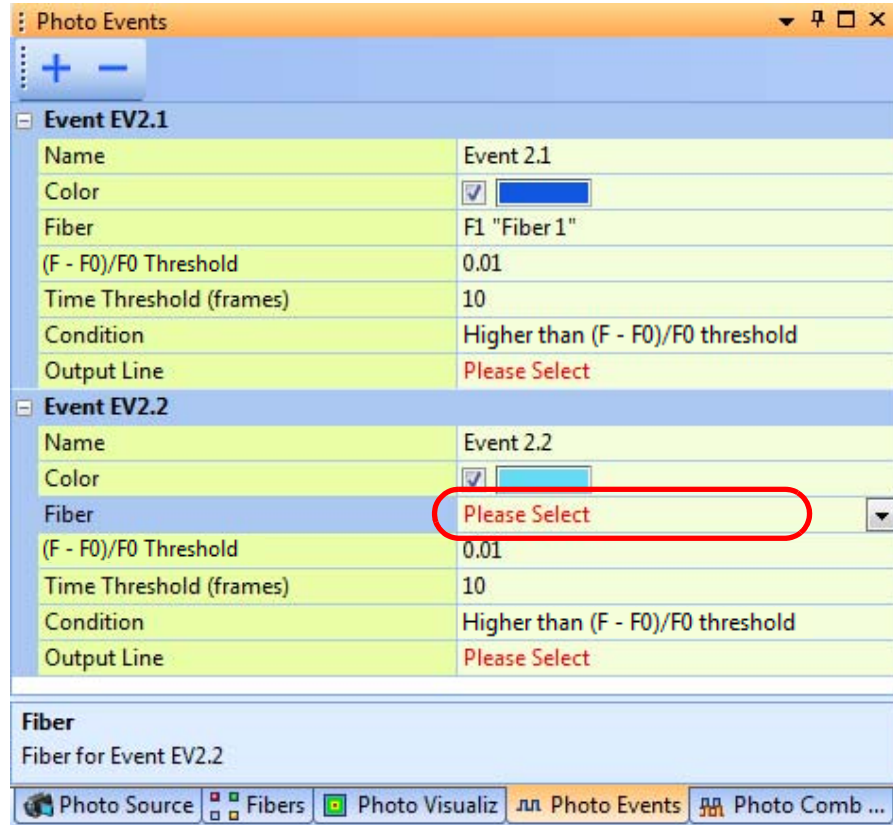 Photo Events
Event EV2.1
Name Event 2.1
Color
Fiber F1 "Fiber 1"
(F - F0)/F0 Threshold 0.01
Time Threshold (frames) 10
Condition Higher than (F - F0)/F0 threshold
Output Line Please Select
Event EV2.2
Name Event 2.2
Color
Fiber Please Select
(F - F0)/F0 Threshold 0.01
Time Threshold (frames) 10
Condition Higher than (F - F0)/F0 threshold
Output Line Please Select
Fiber
Fiber for Event EV2.2
Photo Source Fibers Photo Visualiz Photo Events Photo Comb ...